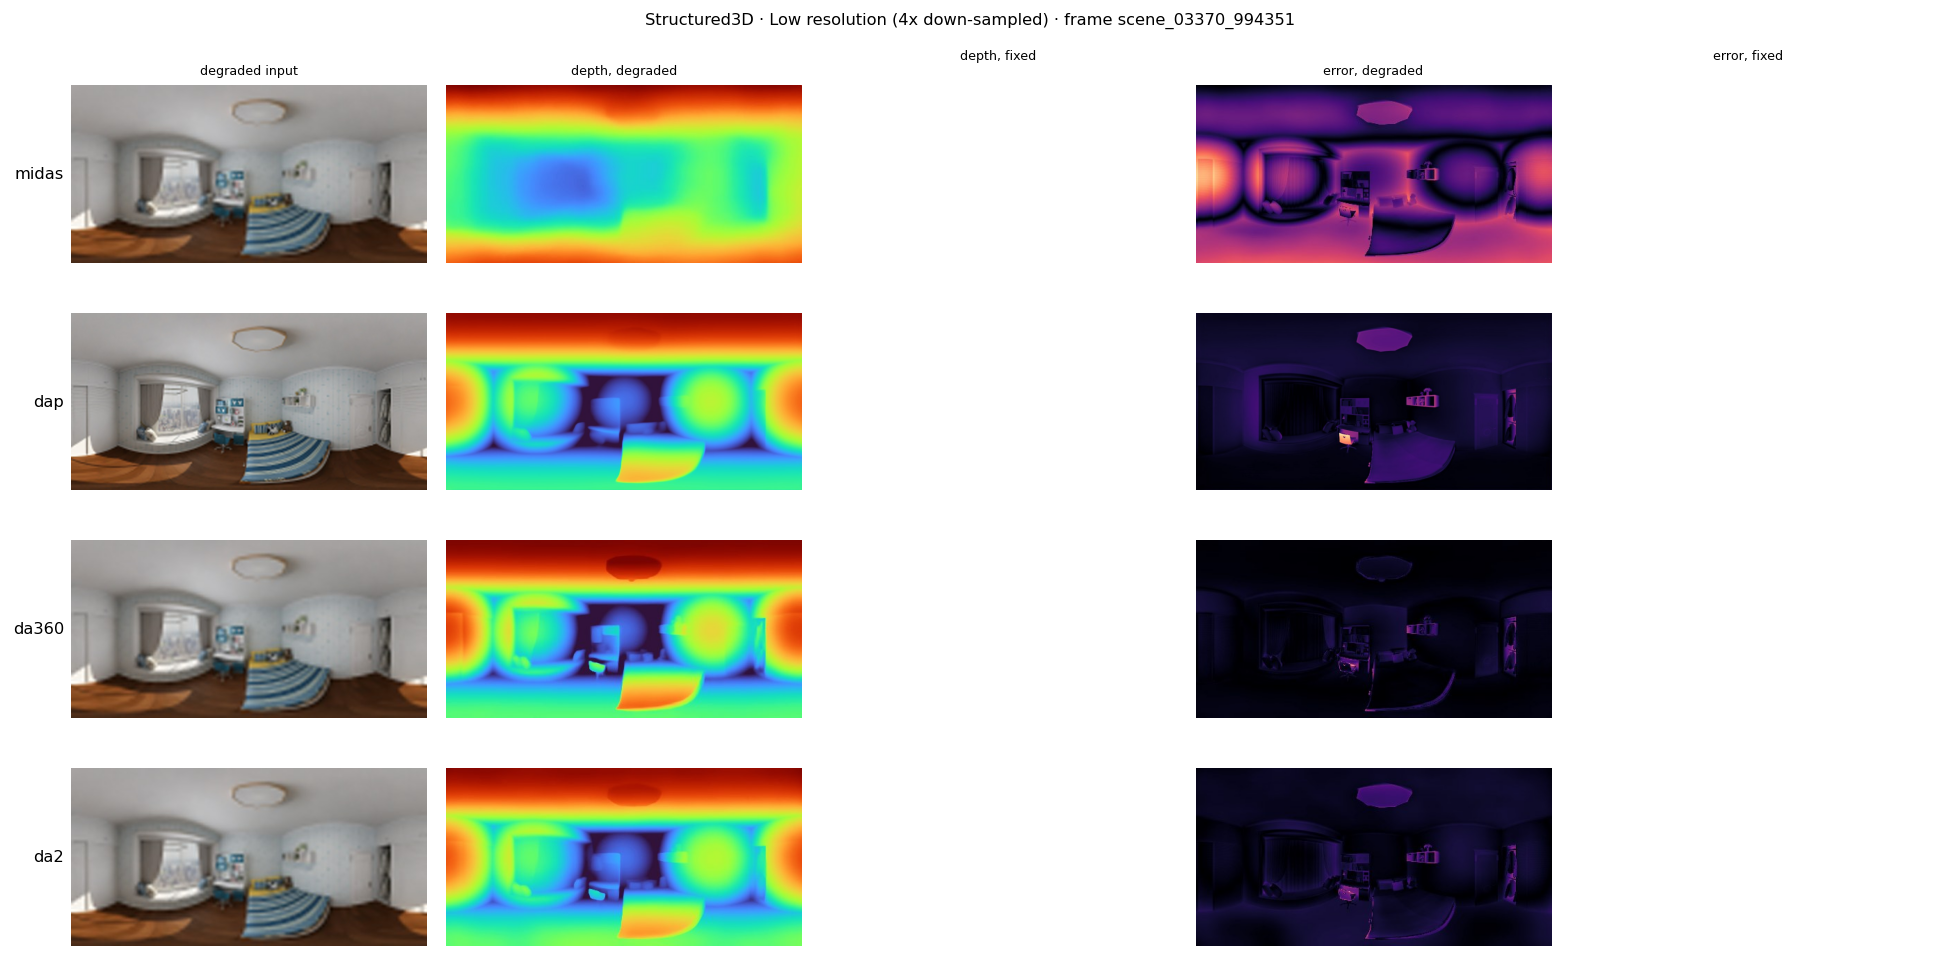 Structured3D · Low resolution (4x down-sampled) · frame scene_03370_994351
degraded input
depth, degraded
depth, fixed
error, degraded
error, fixed
midas
dap
da360
da2